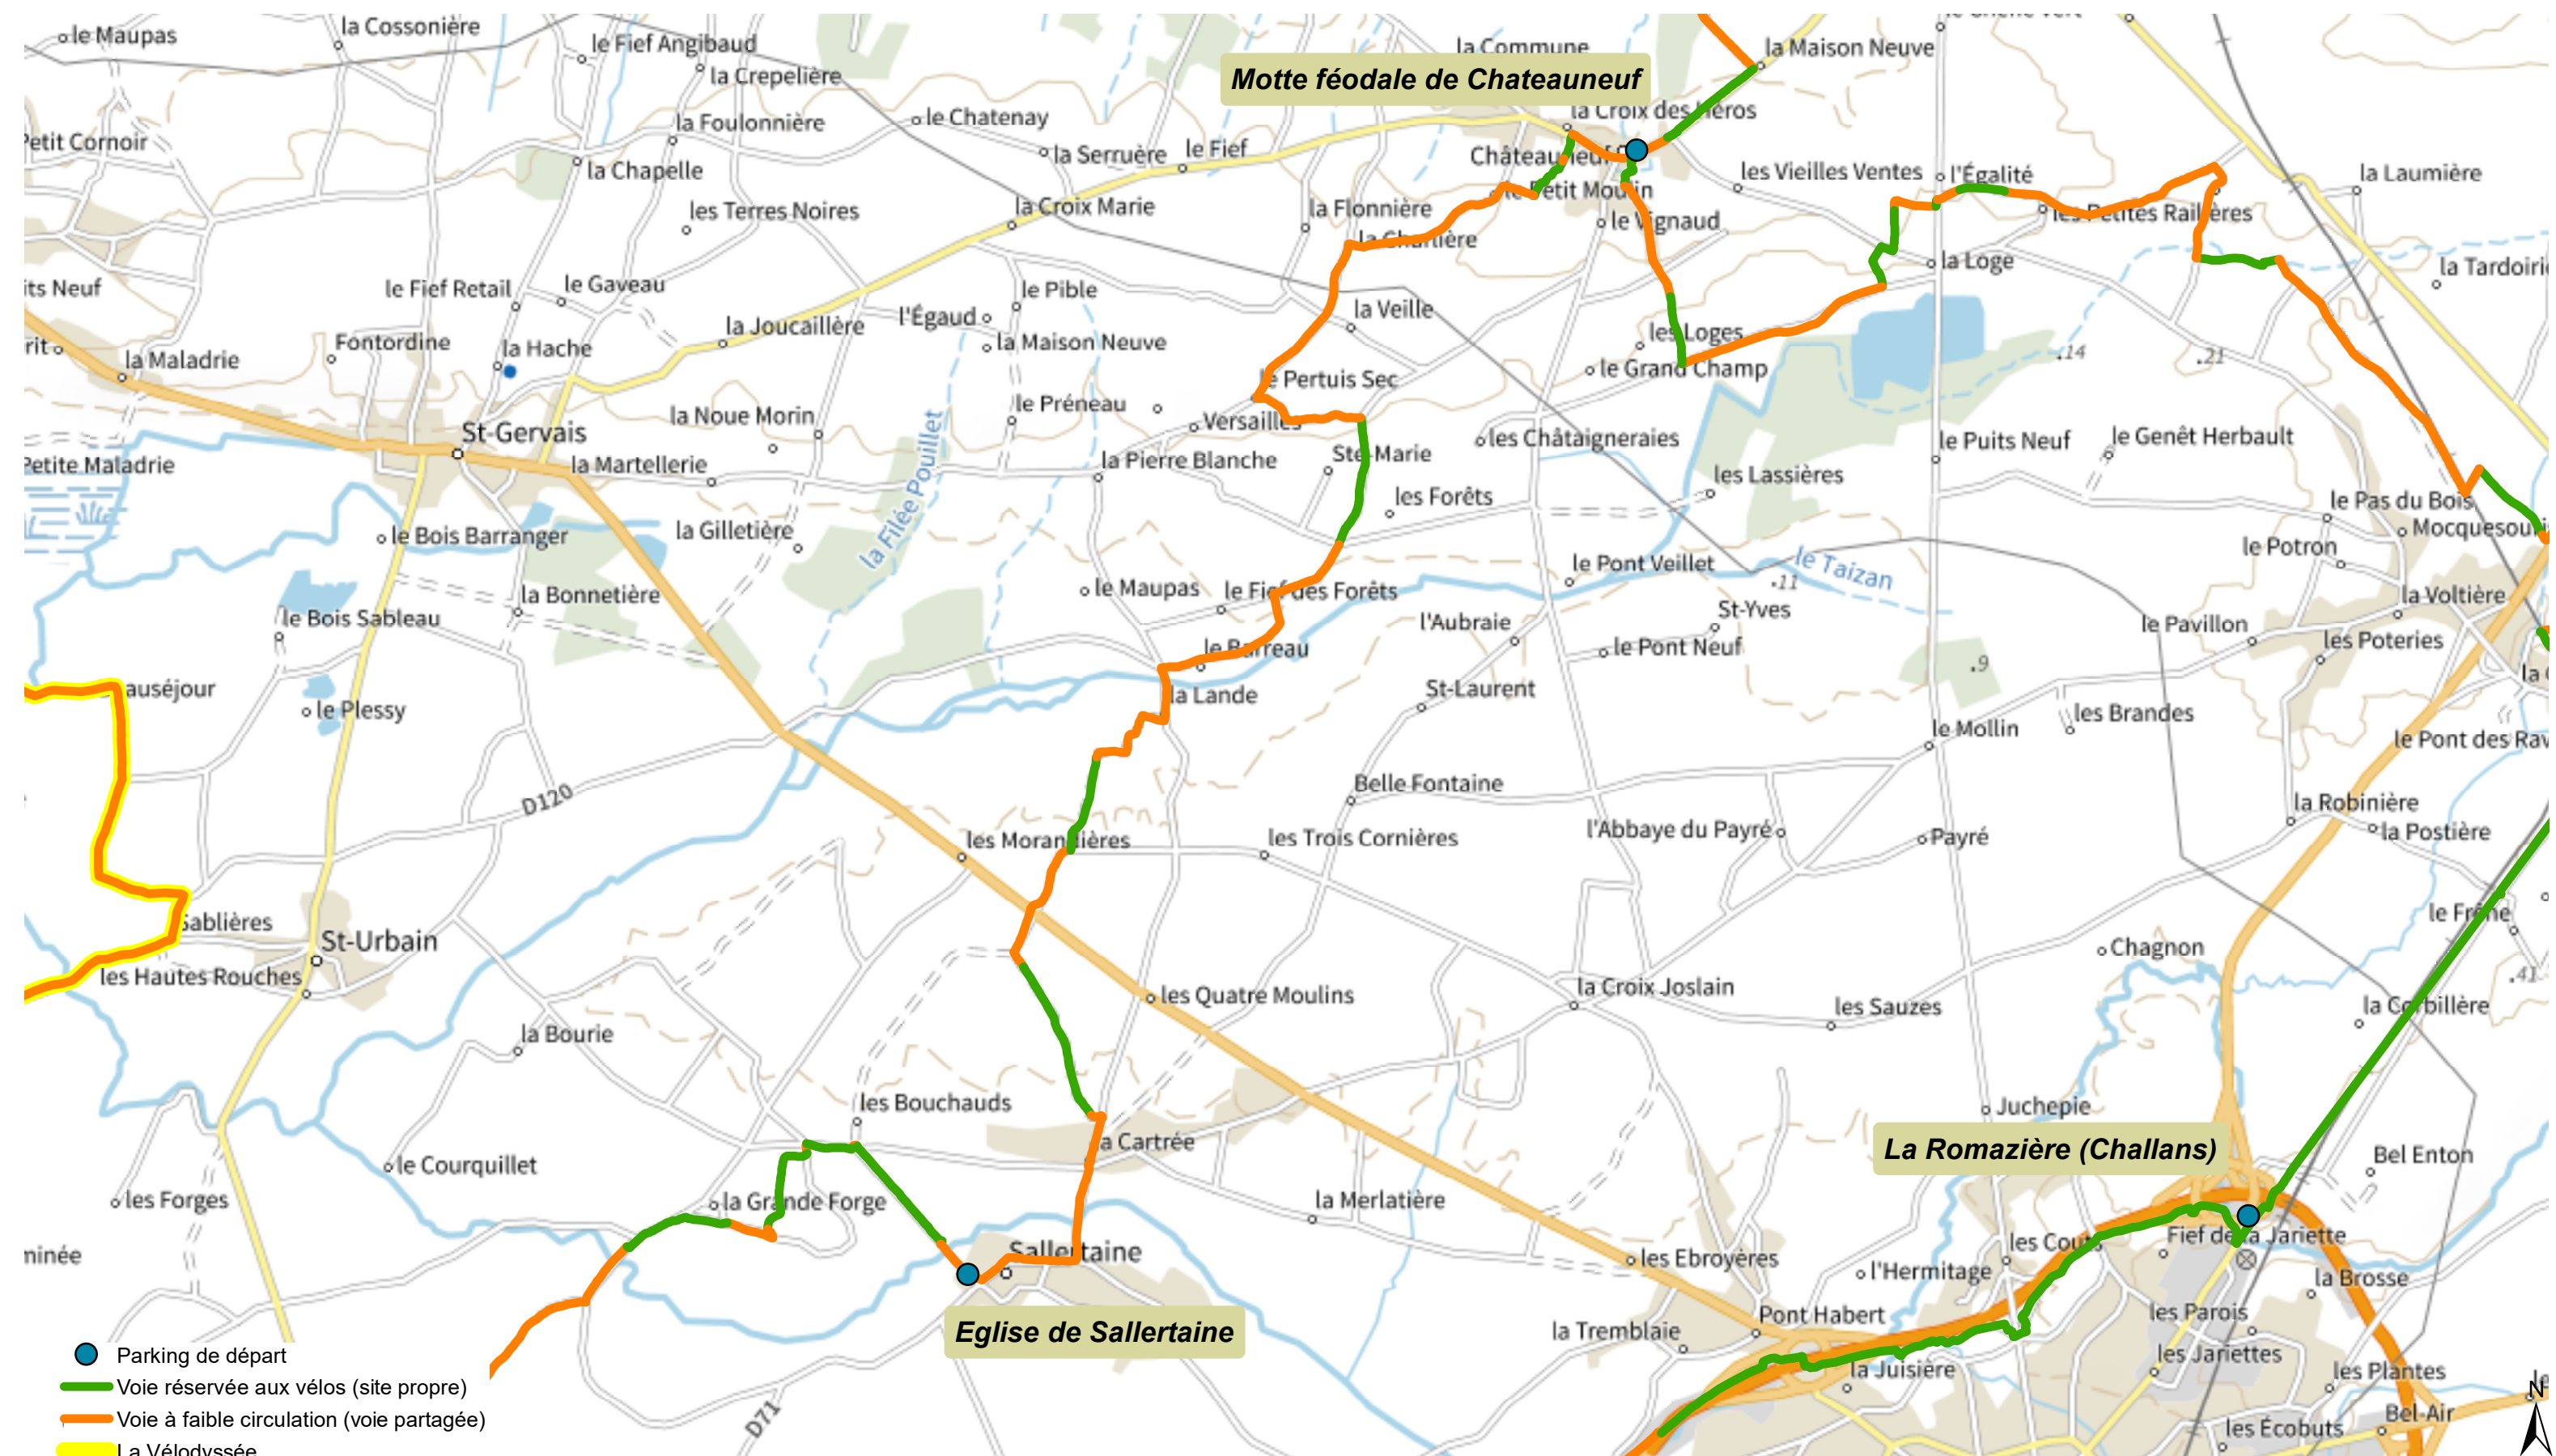 le Maupas
la Cossonière
le Fief Angibaud
la Crepelière
la Commune
la Maison Neuve
Motte féodale de Chateauneuf
la Croix des Héros
la Foulonnière
le Chatenay
Petit Cornoir
la Serruère
le Fief
Châteauneuf
la Chapelle
les Vieilles Ventes
l'Égalité
la Laumière
le Petit Moulin
les Terres Noires
la Croix Marie
la Flonnière
le Vignaud
les Petites Raillères
la Charlière
la Loge
le Fief Retail
le Gaveau
le Pible
la Veille
l'Égaud
la Joucaillère
la Maison Neuve
les Loges
la Maladrie
Fontordine
la Hache
le Pertuis Sec
le Grand Champ
14
21
la Noue Morin
le Préneau
Versailles
St-Gervais
la Martellerie
la Pierre Blanche
Ste-Marie
les Châtaigneraies
le Puits Neuf
le Genêt Herbault
Petite Maladrie
les Lassières
les Forêts
le Pas du Bois
la Filée Pouillet
le Bois Barranger
la Gilletière
le Potron
le Pont Veillet
le Taizan
11
la Bonnetière
le Maupas
le Fief des Forêts
la Voltière
le Bois Sableau
l'Aubraie
St-Yves
le Pavillon
les Poteries
le Barreau
le Pont Neuf
9
St-Laurent
la Lande
le Plessy
les Brandes
le Mollin
D120
Belle Fontaine
la Robinière
les Morandières
les Trois Cornières
l'Abbaye du Payré
Payré
la Postière
Sablières
St-Urbain
le Frêne
Chagnon
les Hautes Rouches
les Quatre Moulins
la Croix Joslain
les Sauzes
la Corbillère
41
la Bourie
les Bouchauds
Juchepie
la Cartrée
La Romazière (Challans)
Bel Enton
le Courquillet
les Forges
la Grande Forge
la Merlatière
Sallertaine
les Ebroyères
l'Hermitage
les Couts
Fief de la Jariette
la Brosse
Eglise de Sallertaine
Pont Habert
la Tremblaie
les Parois
la Juisière
les Jariettes
les Plantes
Bel-Air
les Écobuts
D71
N
Parking de départ
Voie réservée aux vélos (site propre)
Voie à faible circulation (voie partagée)
La Vélodyssée